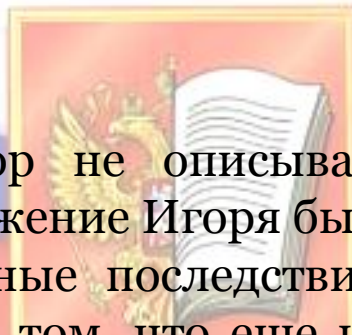 ор не описыва
жение Игоря бы
ные последстви
том, что еще